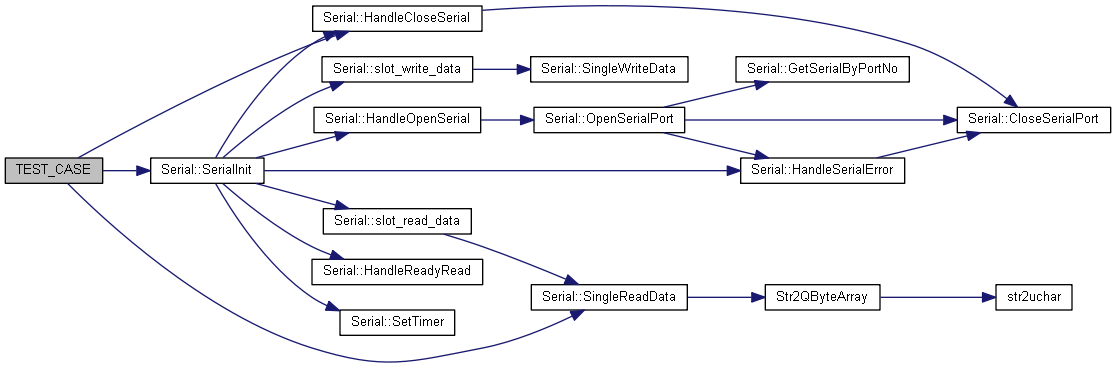 Serial::HandleCloseSerial
Serial::slot_write_data
Serial::SingleWriteData
Serial::GetSerialByPortNo
Serial::HandleOpenSerial
Serial::OpenSerialPort
Serial::CloseSerialPort
TEST_CASE
Serial::SerialInit
Serial::HandleSerialError
Serial::slot_read_data
Serial::HandleReadyRead
Serial::SingleReadData
Str2QByteArray
str2uchar
Serial::SetTimer